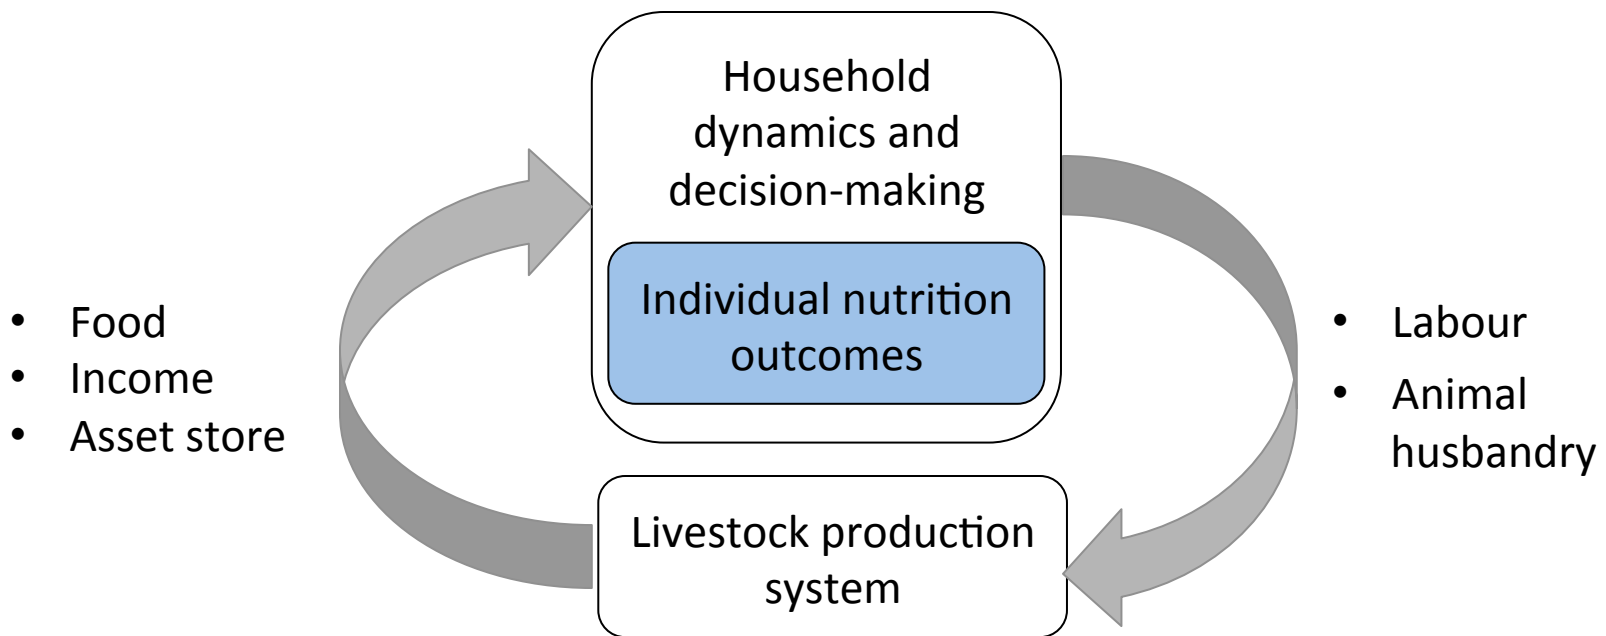 Household
dynamics and
decision-making
Individual nutrition
outcomes
• Food
• Income
• Asset store
• Labour
• Animal
husbandry
Livestock production
system